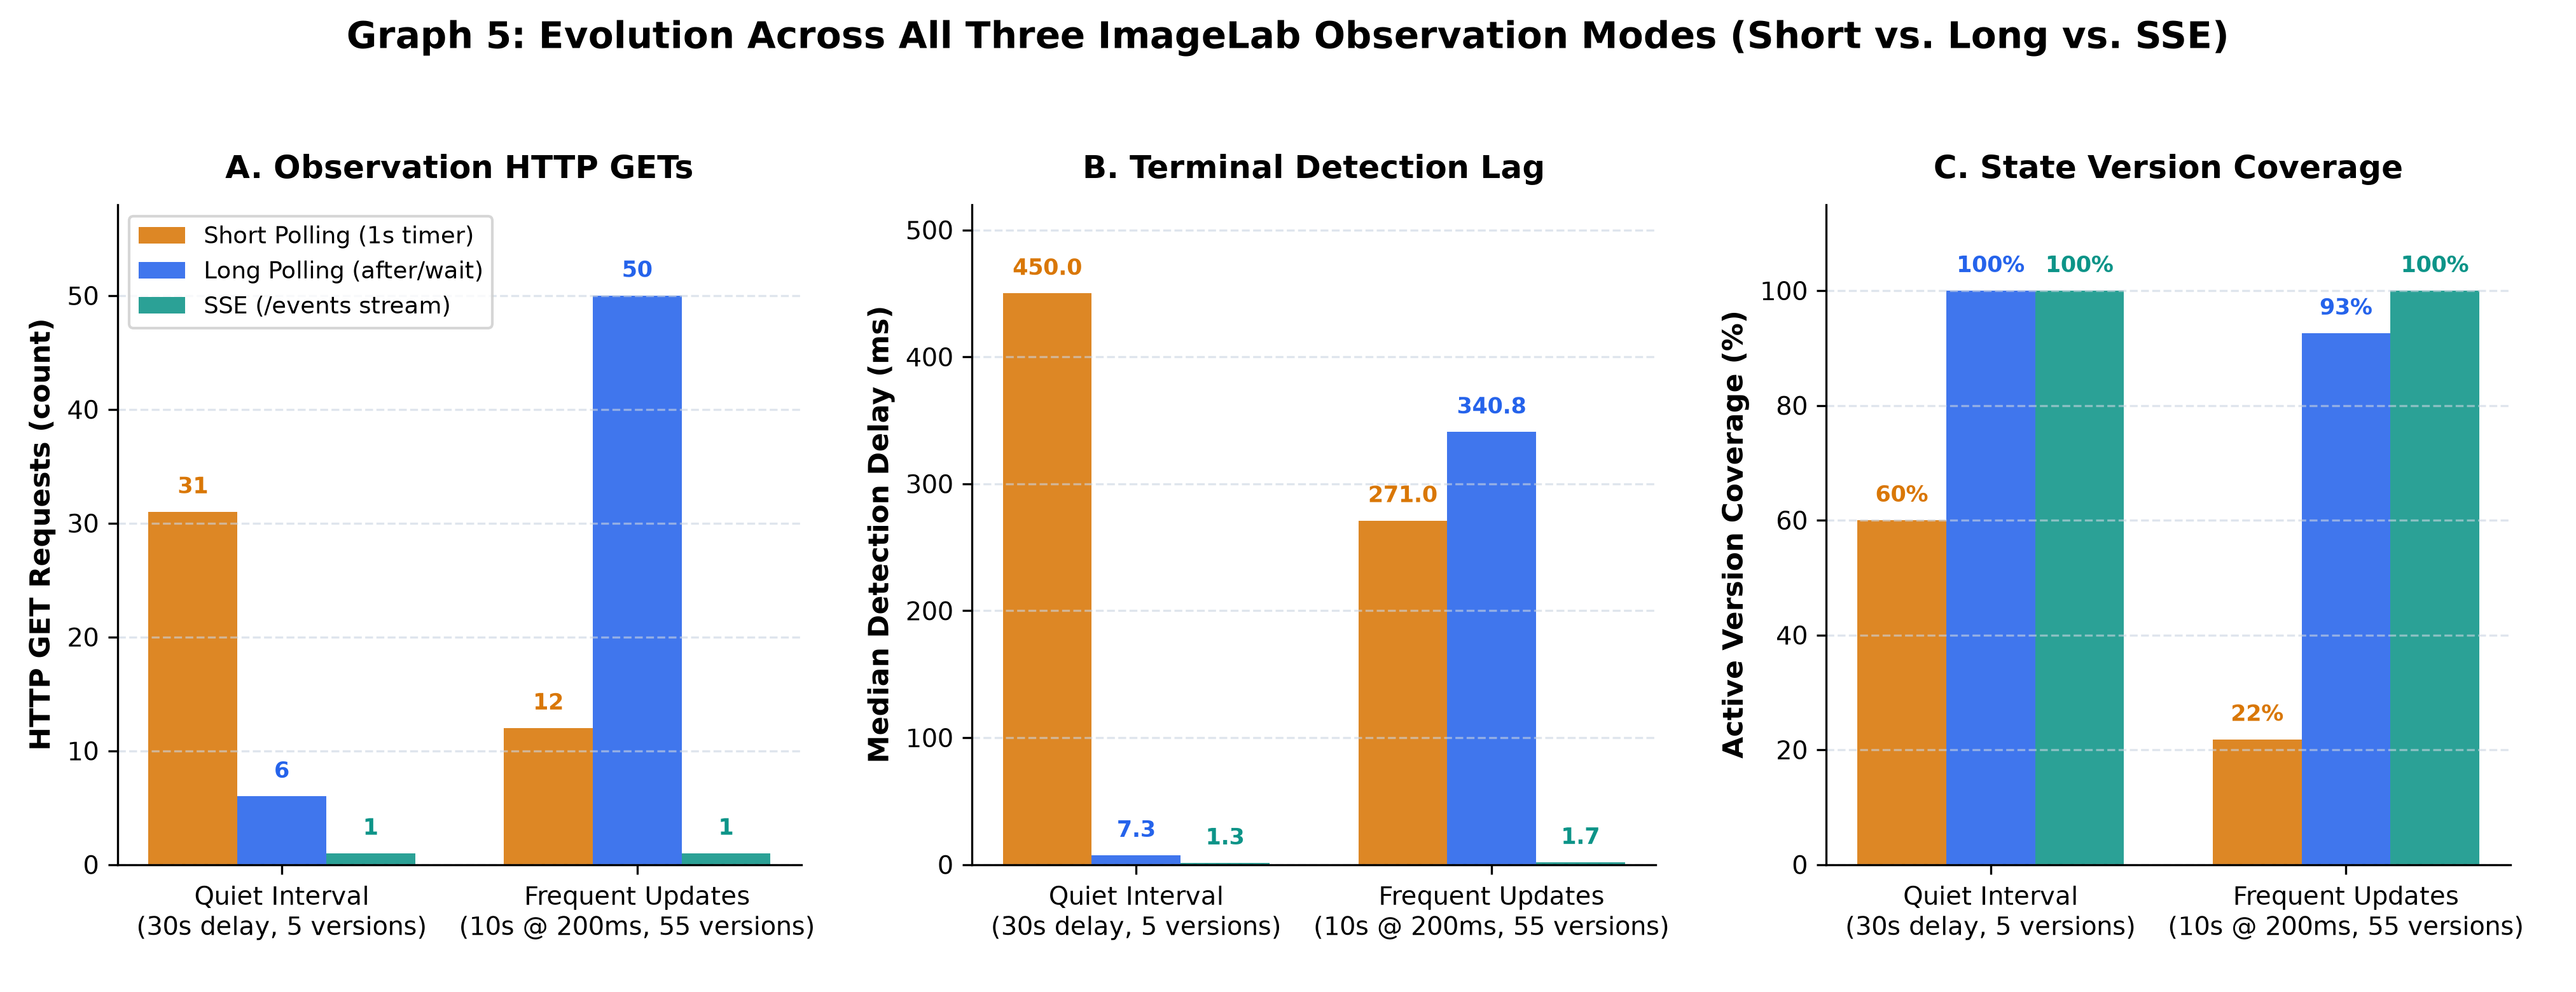 Graph 5: Evolution Across All Three ImageLab Observation Modes (Short vs. Long vs. SSE)
A. Observation HTTP GETs
HTTP GET Requests (count)
50
40
30
20
10
0
Short Polling (1s timer)
Long Polling (after/wait)
SSE (/events stream)
31
6
1
12
50
1
Quiet Interval
(30s delay, 5 versions)
Frequent Updates
(10s @ 200ms, 55 versions)
B. Terminal Detection Lag
Median Detection Delay (ms)
500
400
300
200
100
0
450.0
7.3
1.3
271.0
340.8
1.7
Quiet Interval
(30s delay, 5 versions)
Frequent Updates
(10s @ 200ms, 55 versions)
C. State Version Coverage
Active Version Coverage (%)
100
80
60
40
20
0
60%
100%
100%
22%
93%
100%
Quiet Interval
(30s delay, 5 versions)
Frequent Updates
(10s @ 200ms, 55 versions)